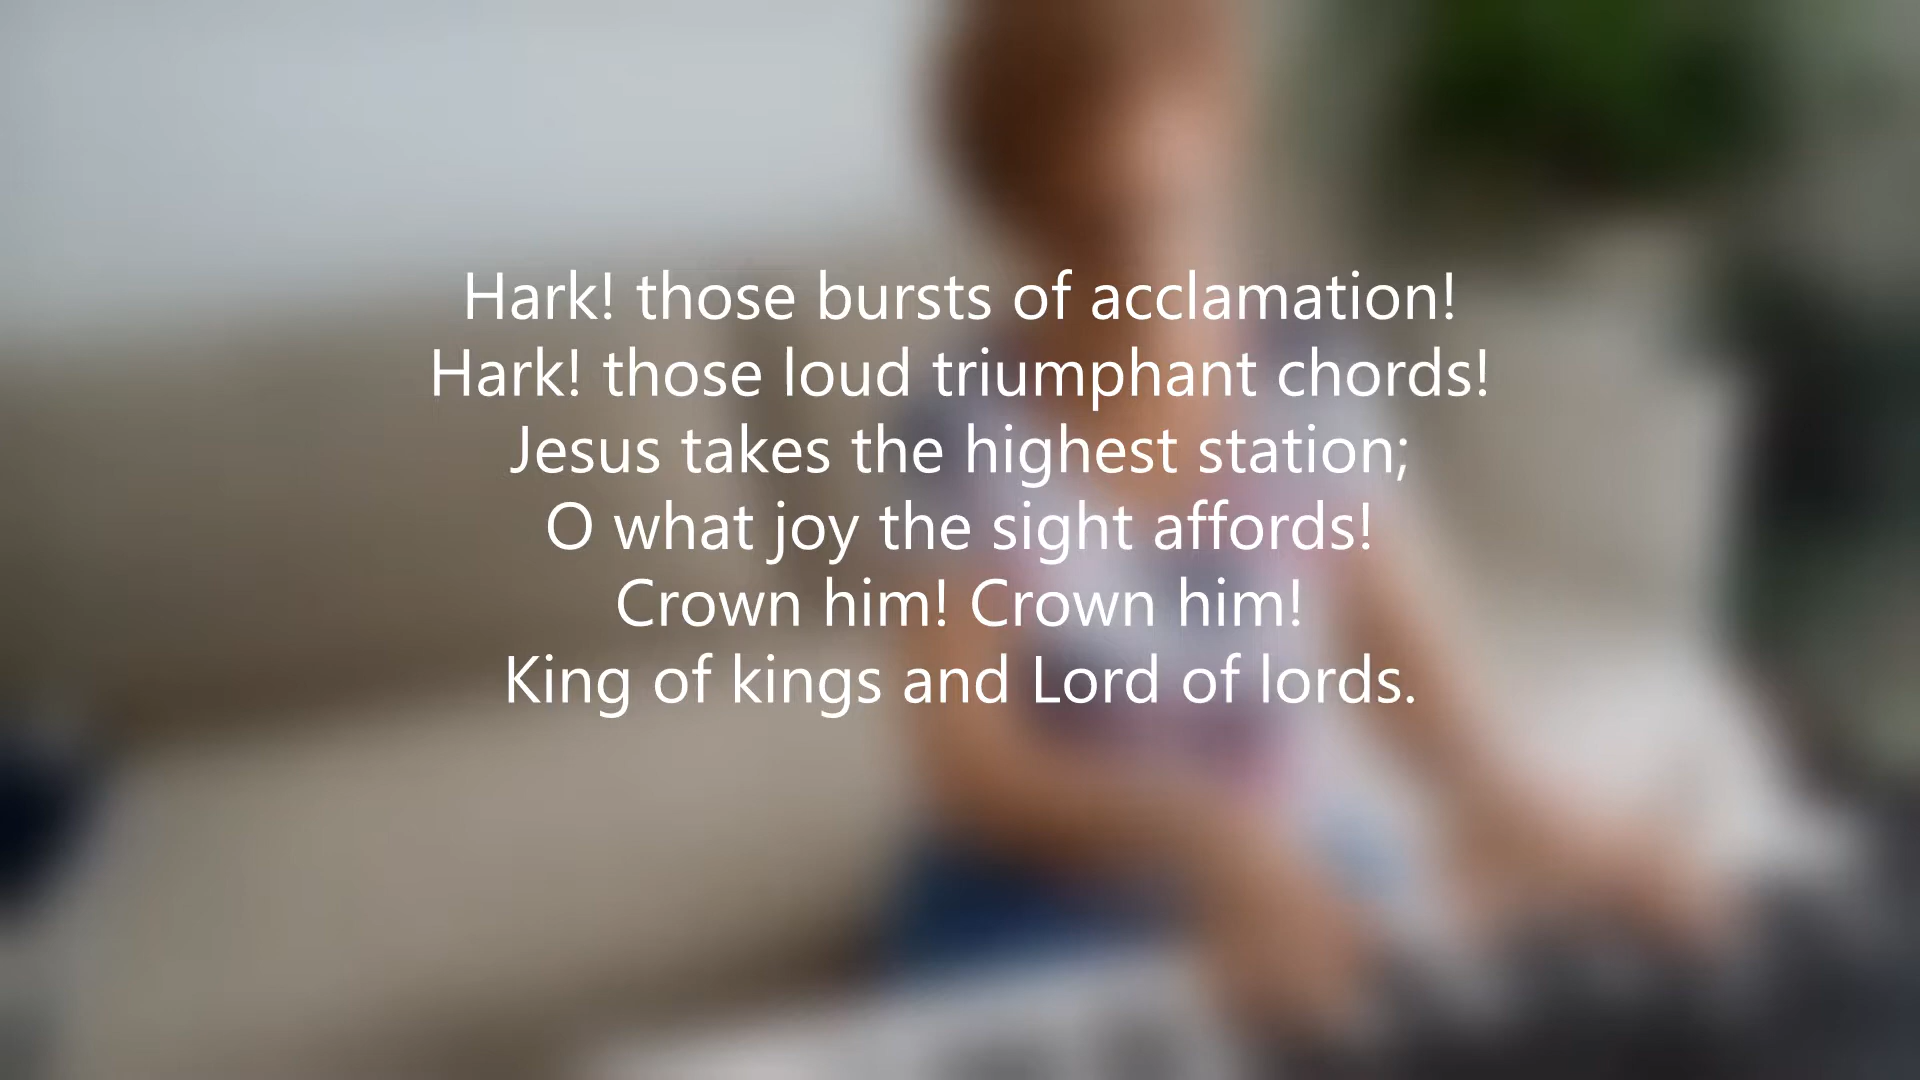 Hark! those bursts of acclamation!
Hark! those loud triumphant chords!
Jesus takes the highest station;
O what joy the sight affords!
Crown him! Crown him!
King of kings and Lord of lords.